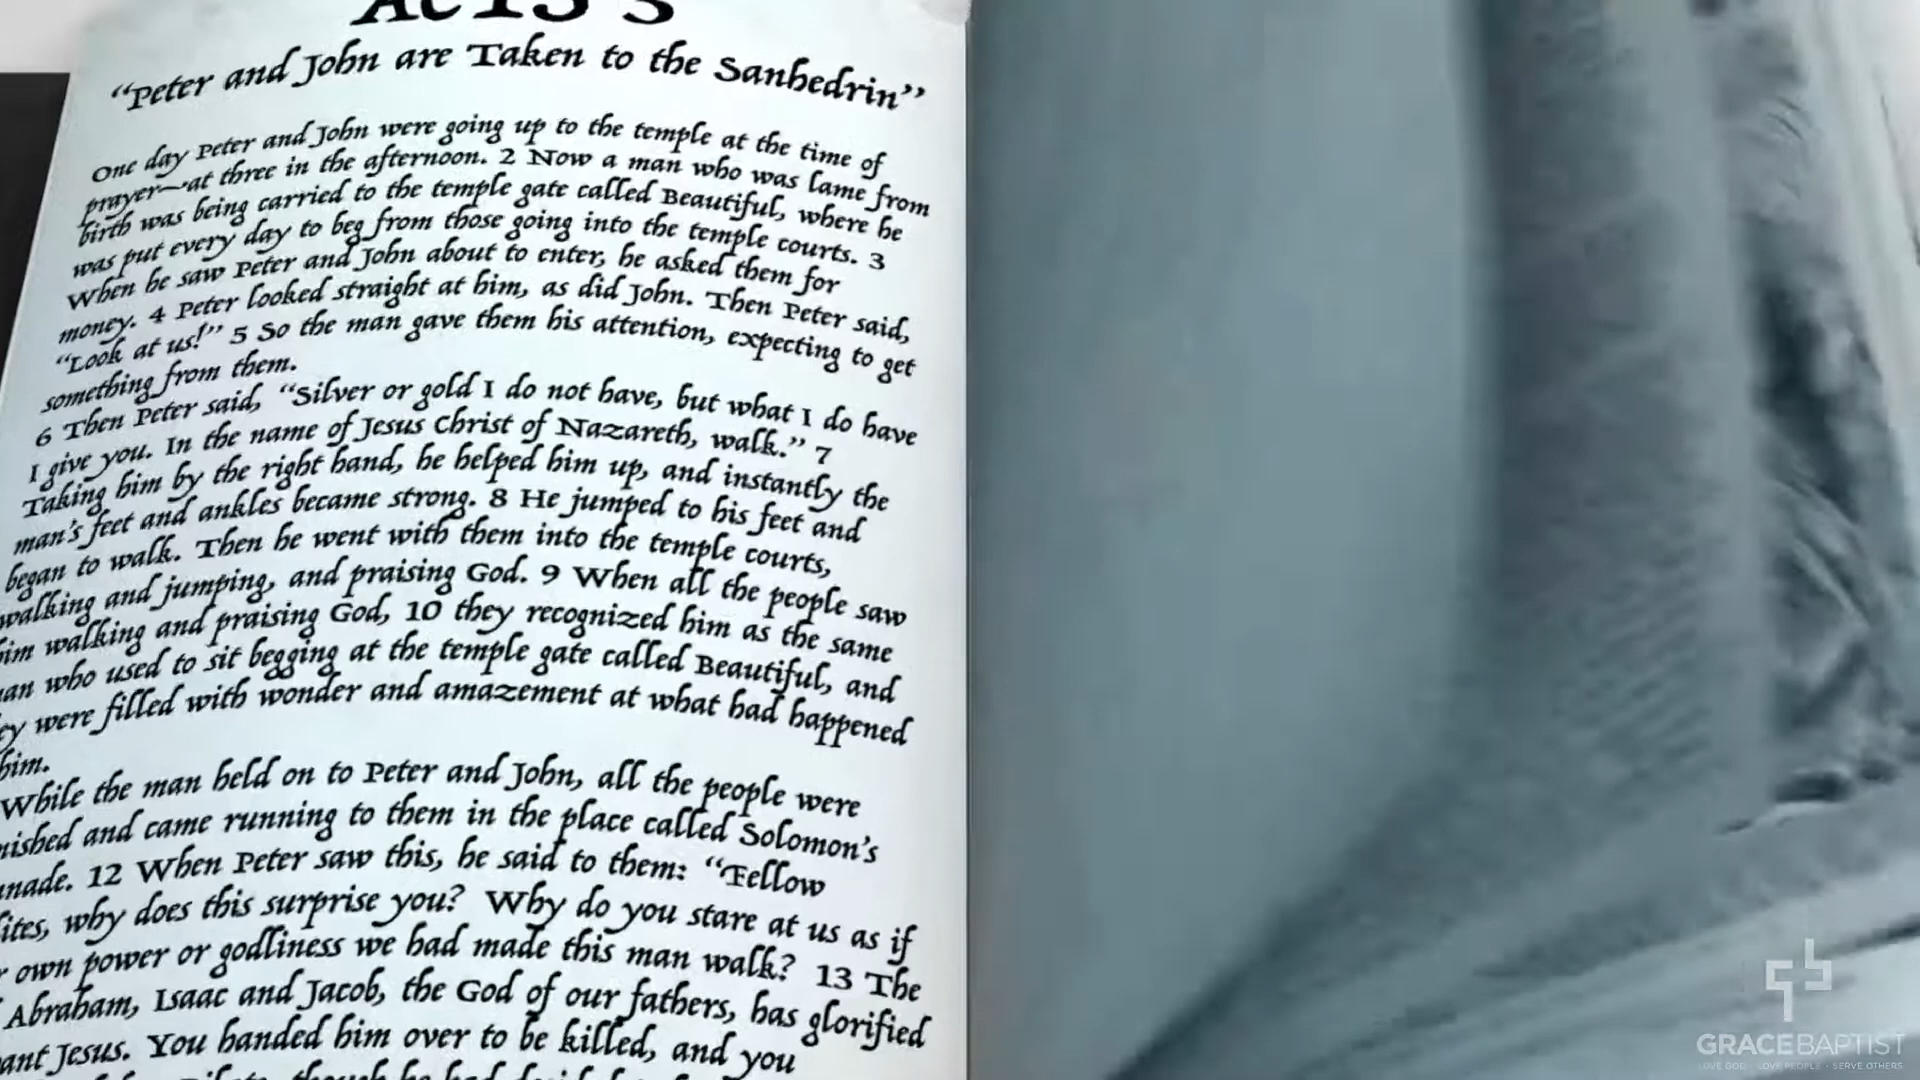 ACTS 3
“Peter and John are Taken to the Sanhedrin”
One day Peter and John were going up to the temple at the time of
prayer—at three in the afternoon. 2 Now a man who was lame from
birth was being carried to the temple gate called Beautiful, where he
was put every day to beg from those going into the temple courts. 3
When he saw Peter and John about to enter, he asked them for
money. 4 Peter looked straight at him, as did John. Then Peter said,
“Look at us!” 5 So the man gave them his attention, expecting to get
something from them.
6 Then Peter said, “Silver or gold I do not have, but what I do have
I give you. In the name of Jesus Christ of Nazareth, walk.” 7
Taking him by the right hand, he helped him up, and instantly the
man’s feet and ankles became strong. 8 He jumped to his feet and
began to walk. Then he went with them into the temple courts,
walking and jumping, and praising God. 9 When all the people saw
him walking and praising God, 10 they recognized him as the same
man who used to sit begging at the temple gate called Beautiful, and
they were filled with wonder and amazement at what had happened
him.
While the man held on to Peter and John, all the people were
nished and came running to them in the place called Solomon’s
nnade. 12 When Peter saw this, he said to them: “Fellow
ites, why does this surprise you? Why do you stare at us as if
own power or godliness we had made this man walk? 13 The
Abraham, Isaac and Jacob, the God of our fathers, has glorified
ant Jesus. You handed him over to be killed, and you
GRACEBAPTIST
LOVE GOD · LOVE PEOPLE · SERVE OTHERS